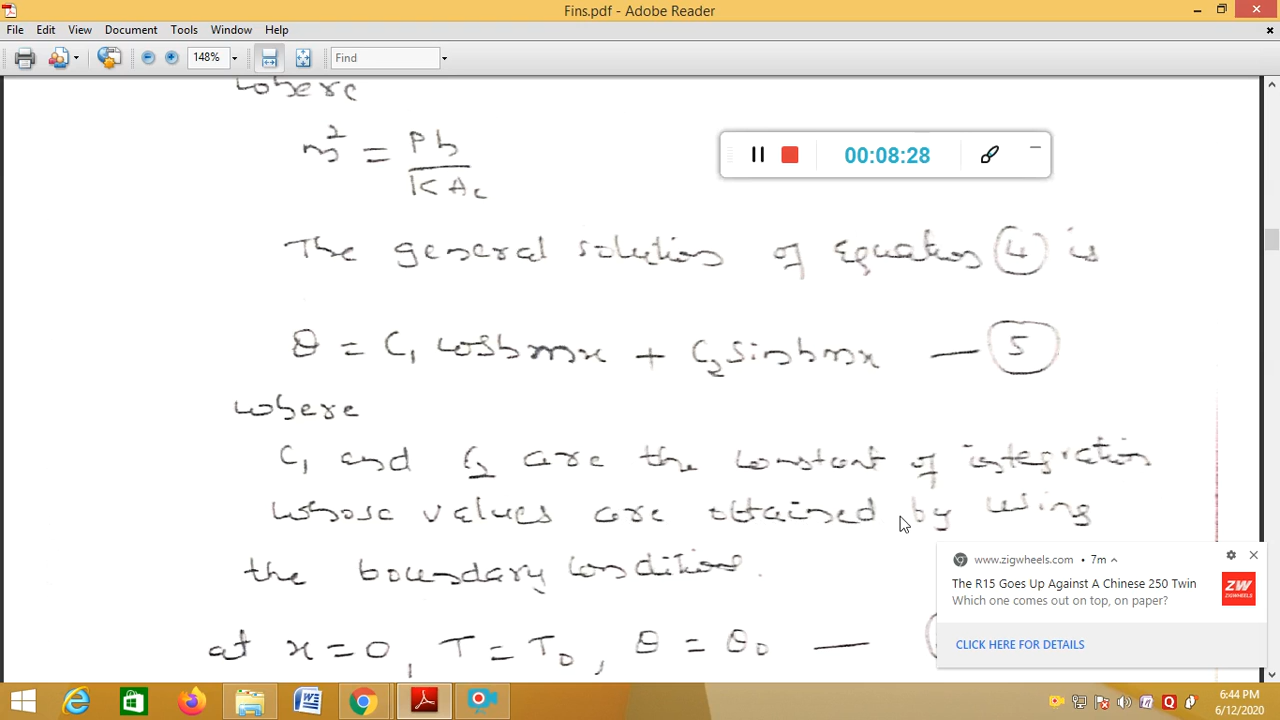 Fins.pdf - Adobe Reader
File Edit View Document Tools Window Help
148% Find
where
m² = Ph / KAc
00:08:28
The general solution of Equation (4) is
θ = C₁ coshmx + C₂ sinhmx — (5)
where
C₁ and C₂ are the constant of integration
whose values are obtained by using
the boundary conditions.
at x = 0, T = T₀, θ = θ₀ —
www.zigwheels.com • 7m
The R15 Goes Up Against A Chinese 250 Twin
ZW
Which one comes out on top, on paper?
CLICK HERE FOR DETAILS
6:44 PM
6/12/2020